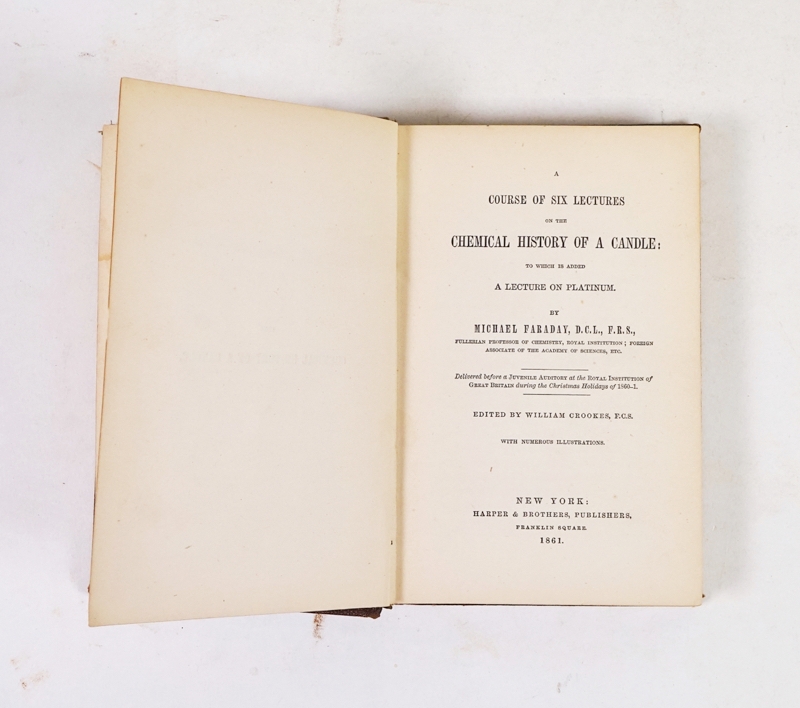 A
COURSE OF SIX LECTURES
ON THE
CHEMICAL HISTORY OF A CANDLE:
TO WHICH IS ADDED
A LECTURE ON PLATINUM.
BY
MICHAEL FARADAY, D.C.L., F.R.S.,
FULLERIAN PROFESSOR OF CHEMISTRY, ROYAL INSTITUTION; FOREIGN
ASSOCIATE OF THE ACADEMY OF SCIENCES, ETC.
Delivered before a JUVENILE AUDITORY at the ROYAL INSTITUTION of
GREAT BRITAIN during the Christmas Holidays of 1860-1.
EDITED BY WILLIAM CROOKES, F.C.S.
WITH NUMEROUS ILLUSTRATIONS.
NEW YORK:
HARPER & BROTHERS, PUBLISHERS,
FRANKLIN SQUARE.
1861.